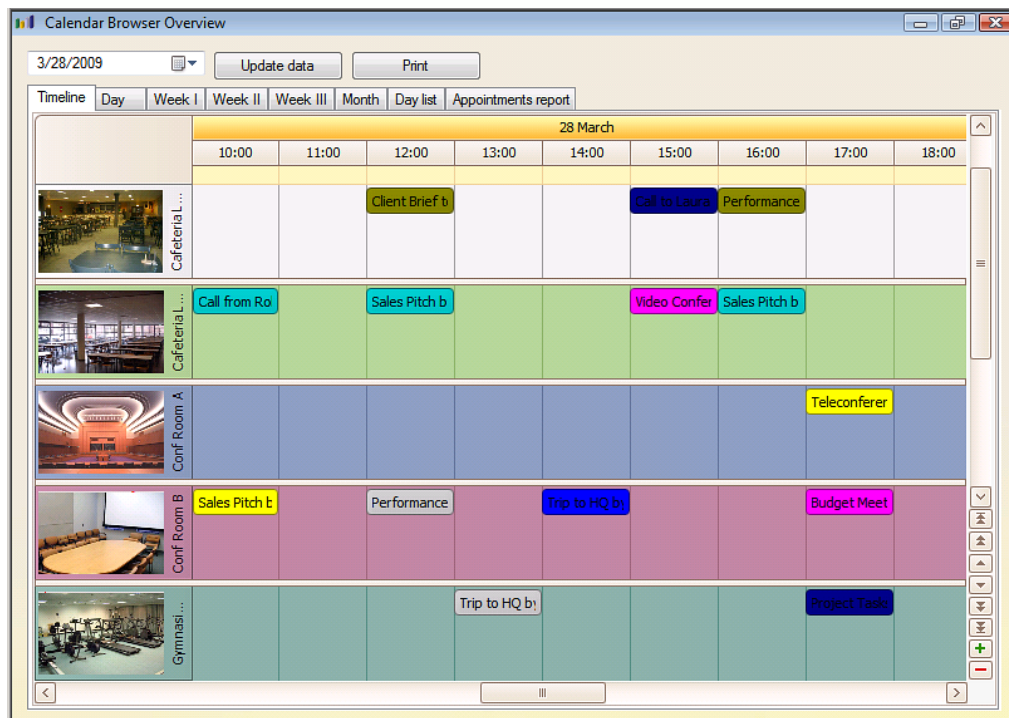 Calendar Browser Overview
3/28/2009
Update data
Print
Timeline Day Week I Week II Week III Month Day list Appointments report
28 March
10:00 11:00 12:00 13:00 14:00 15:00 16:00 17:00 18:00
Cafeteria L...
Client Brief b
Call to Laura
Performance
Cafeteria L...
Call from Ro
Sales Pitch b
Video Confer
Sales Pitch b
Conf Room A
Teleconferer
Conf Room B
Sales Pitch b
Performance
Trip to HQ by
Budget Meet
Gymnasi...
Trip to HQ by
Project Task